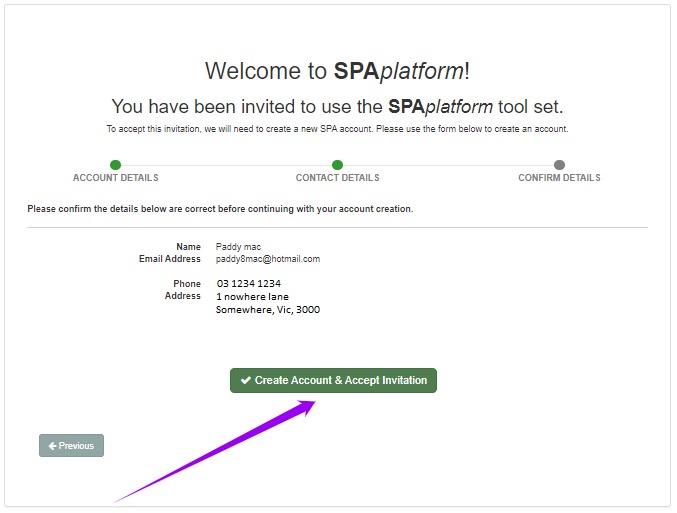 Welcome to SPAplatform!
You have been invited to use the SPAplatform tool set.
To accept this invitation, we will need to create a new SPA account. Please use the form below to create an account.
ACCOUNT DETAILS CONTACT DETAILS CONFIRM DETAILS
Please confirm the details below are correct before continuing with your account creation.
Name Paddy mac
Email Address paddy8mac@hotmail.com
Phone 03 1234 1234
Address 1 nowhere lane
Somewhere, Vic, 3000
Create Account & Accept Invitation
Previous